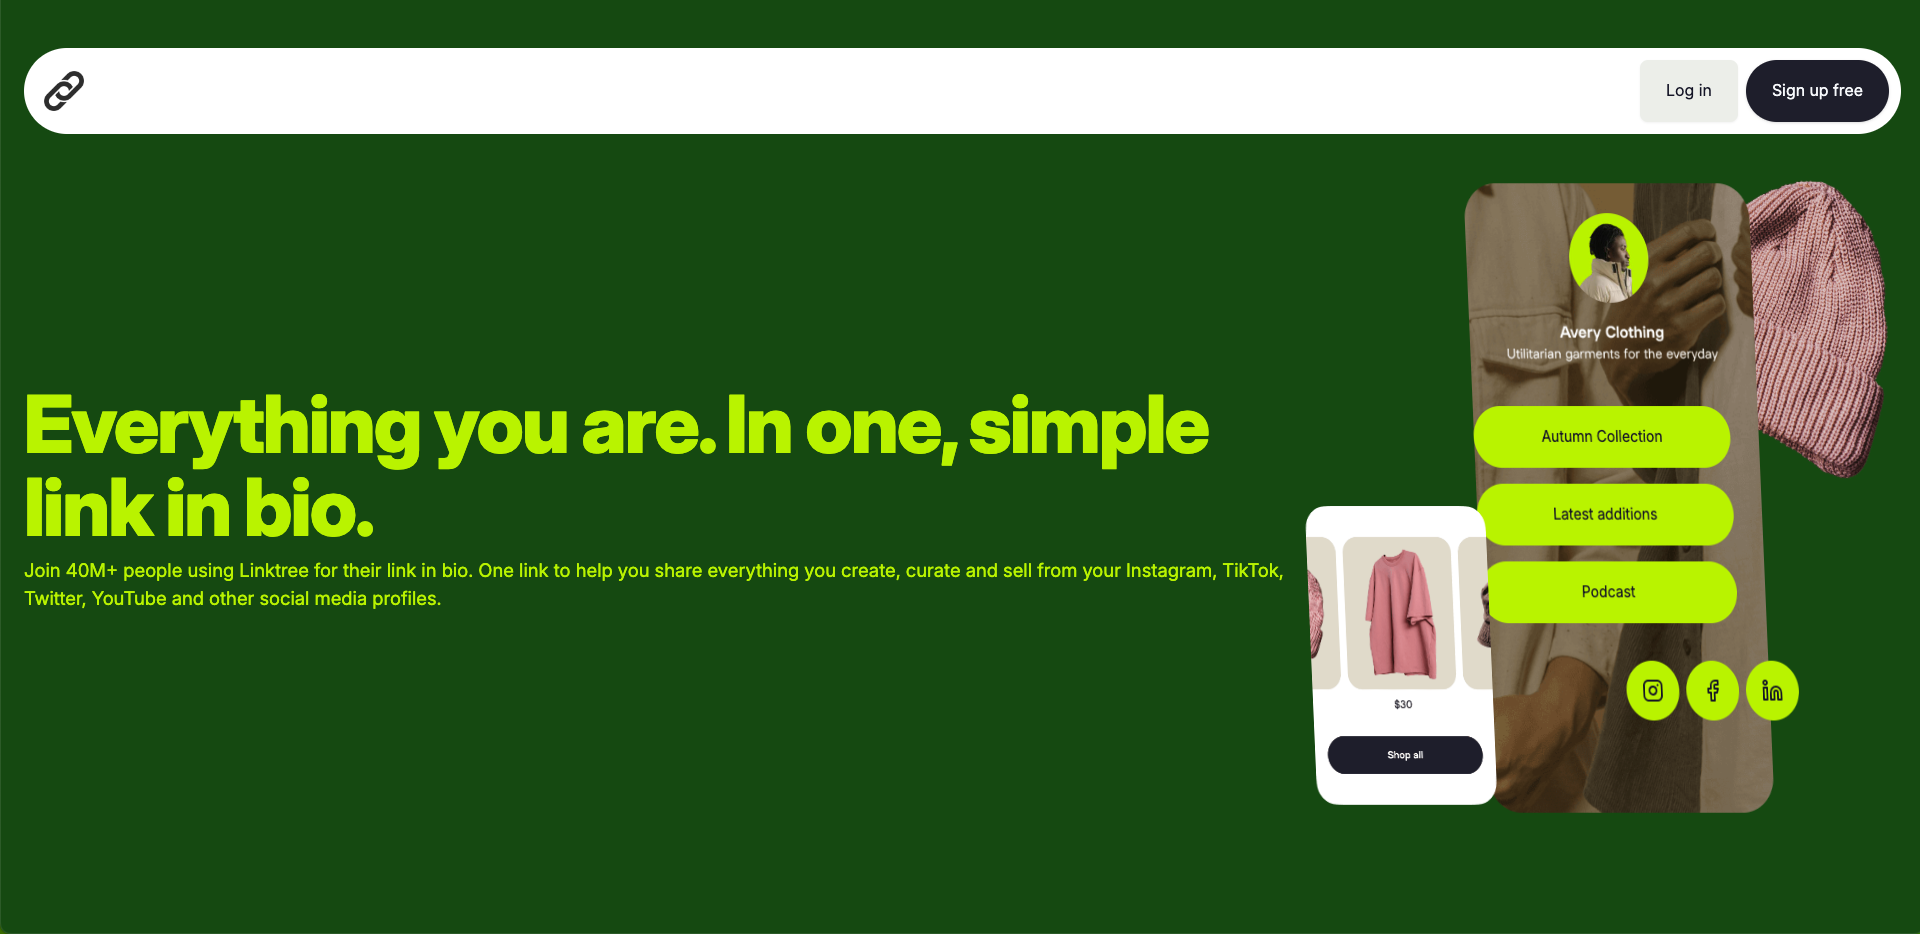 Log in
Sign up free
Everything you are. In one, simple
link in bio.
Join 40M+ people using Linktree for their link in bio. One link to help you share everything you create, curate and sell from your Instagram, TikTok,
Twitter, YouTube and other social media profiles.
Avery Clothing
Utilitarian garments for the everyday
Autumn Collection
Latest additions
Podcast
$30
Shop all